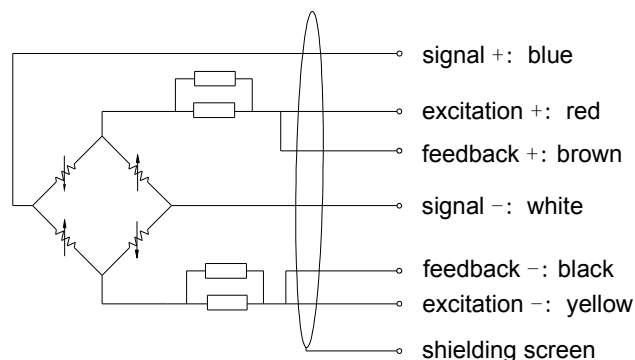 signal +: blue
excitation +: red
feedback +: brown
signal −: white
feedback −: black
excitation −: yellow
shielding screen